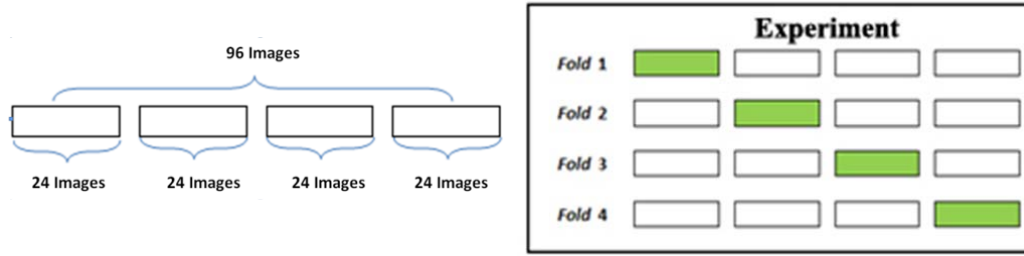 96 Images
24 Images 24 Images 24 Images 24 Images
Experiment
Fold 1
Fold 2
Fold 3
Fold 4